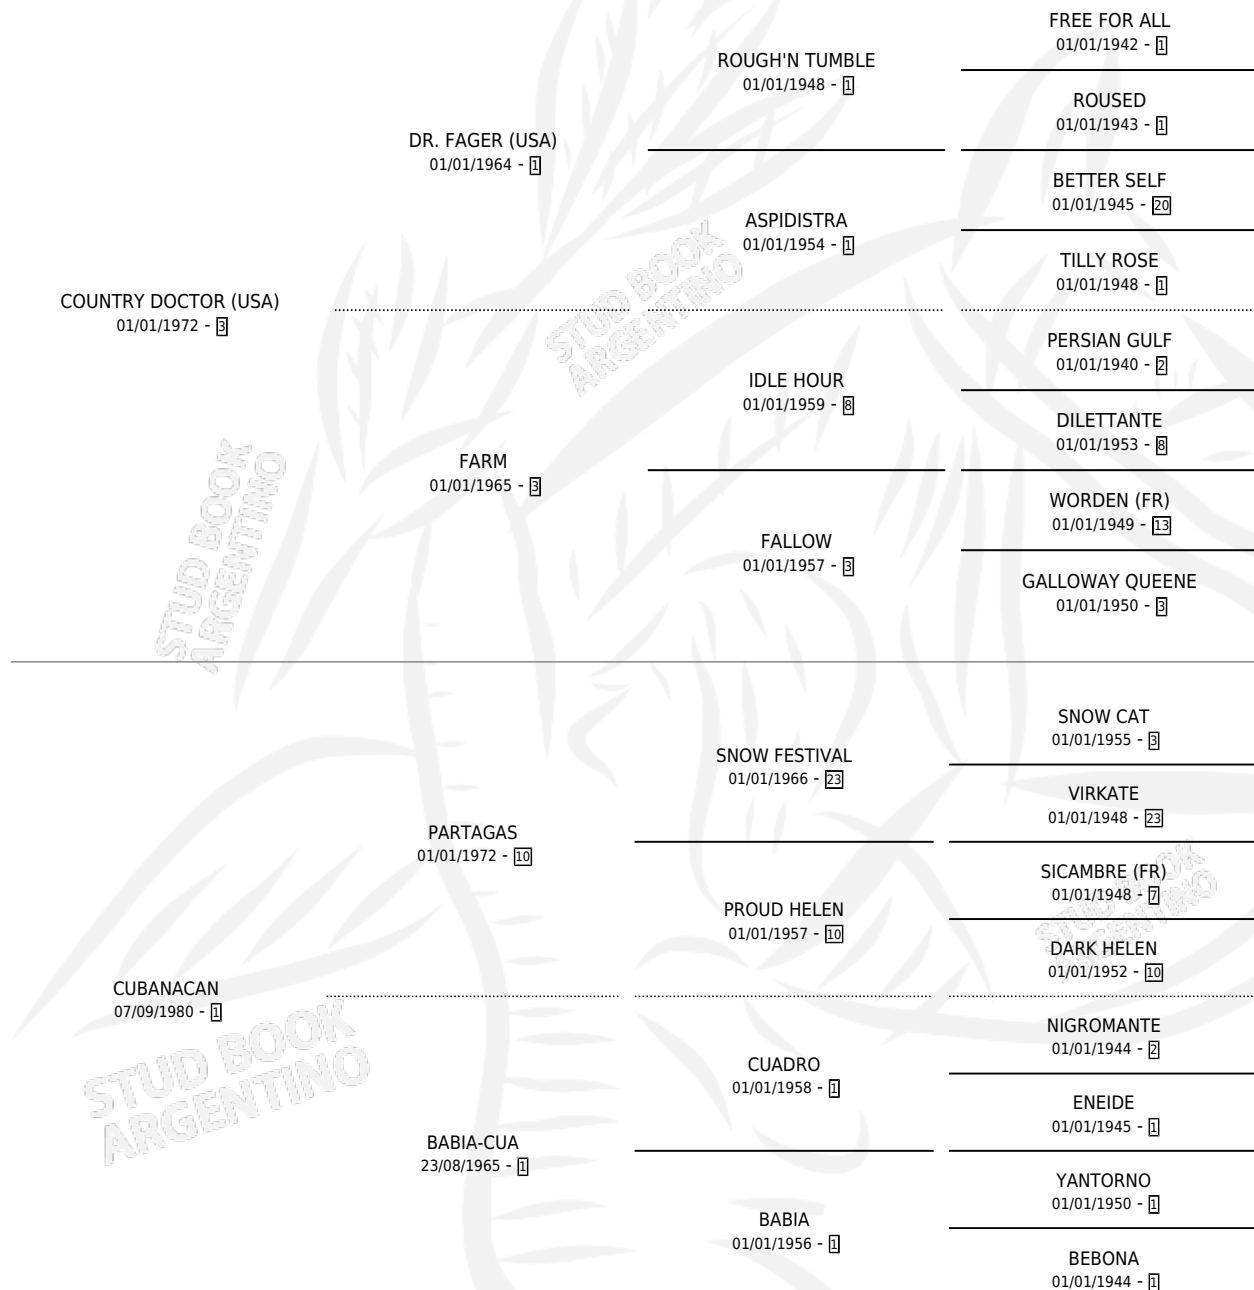 FREE FOR ALL
01/01/1942 - 1
ROUGH'N TUMBLE
01/01/1948 - 1
ROUSED
01/01/1943 - 1
DR. FAGER (USA)
01/01/1964 - 1
BETTER SELF
01/01/1945 - 20
ASPIDISTRA
01/01/1954 - 1
TILLY ROSE
01/01/1948 - 1
COUNTRY DOCTOR (USA)
01/01/1972 - 3
PERSIAN GULF
01/01/1940 - 2
IDLE HOUR
01/01/1959 - 8
DILETTANTE
01/01/1953 - 8
FARM
01/01/1965 - 3
WORDEN (FR)
01/01/1949 - 13
FALLOW
01/01/1957 - 3
GALLOWAY QUEENE
01/01/1950 - 3
SNOW CAT
01/01/1955 - 3
SNOW FESTIVAL
01/01/1966 - 23
VIRKATE
01/01/1948 - 23
PARTAGAS
01/01/1972 - 10
SICAMBRE (FR)
01/01/1948 - 7
PROUD HELEN
01/01/1957 - 10
DARK HELEN
01/01/1952 - 10
CUBANACAN
07/09/1980 - 1
NIGROMANTE
01/01/1944 - 2
CUADRO
01/01/1958 - 1
ENEIDE
01/01/1945 - 1
BABIA-CUA
23/08/1965 - 1
YANTORNO
01/01/1950 - 1
BABIA
01/01/1956 - 1
BEBONA
01/01/1944 - 1
STUD BOOK
ARGENTINO
STUD BOOK
ARGENTINO
STUD BOOK
ARGENTINO
STUD BOOK
ARGENTINO